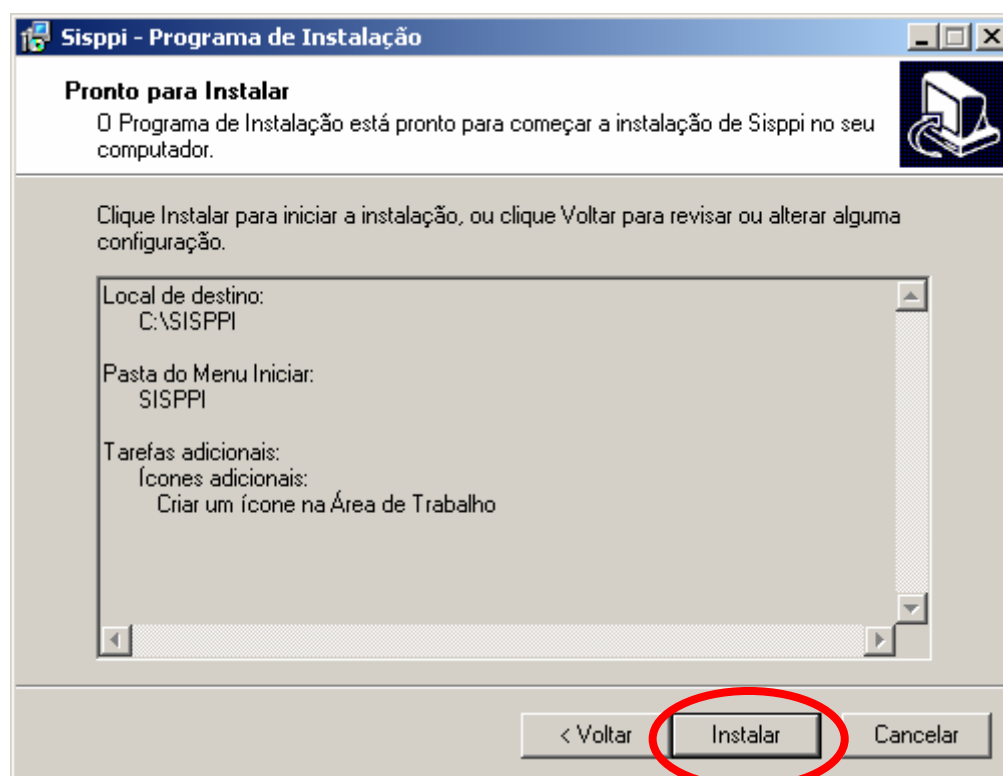 Sisppi - Programa de Instalação
Pronto para Instalar
O Programa de Instalação está pronto para começar a instalação de Sisppi no seu
computador.
Clique Instalar para iniciar a instalação, ou clique Voltar para revisar ou alterar alguma
configuração.
Local de destino:
C:\SISPPI
Pasta do Menu Iniciar:
SISPPI
Tarefas adicionais:
Ícones adicionais:
Criar um ícone na Área de Trabalho
< Voltar
Instalar
Cancelar